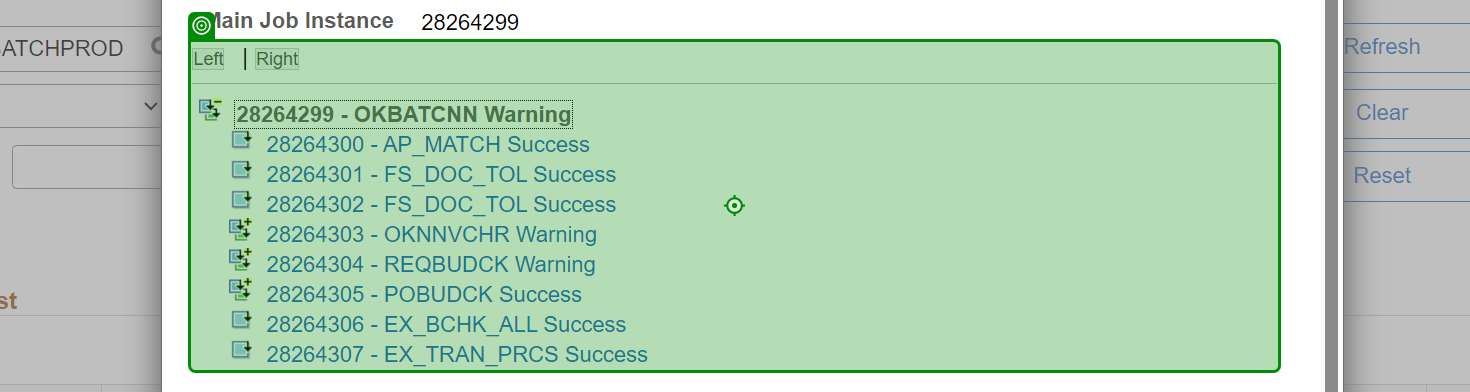 Main Job Instance 28264299
ATCHPROD
Left | Right
Refresh
28264299 - OKBATCNN Warning
Clear
28264300 - AP_MATCH Success
28264301 - FS_DOC_TOL Success
Reset
28264302 - FS_DOC_TOL Success
28264303 - OKNNVCHR Warning
28264304 - REQBUDCK Warning
28264305 - POBUDCK Success
st
28264306 - EX_BCHK_ALL Success
28264307 - EX_TRAN_PRCS Success